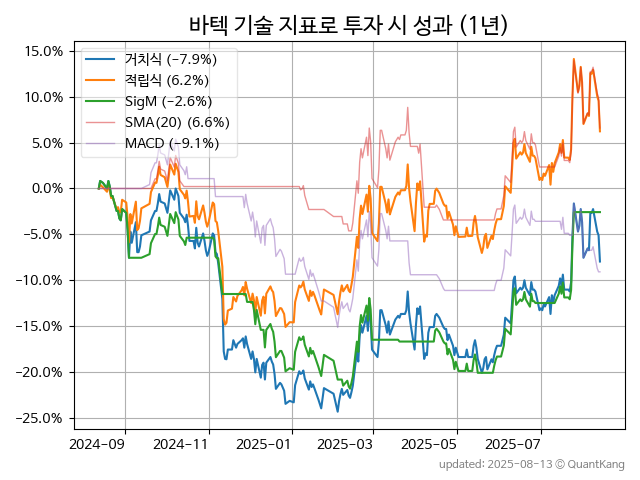 바텍 기술 지표로 투자 시 성과 (1년)
15.0%
10.0%
5.0%
0.0%
−5.0%
−10.0%
−15.0%
−20.0%
−25.0%
거치식 (−7.9%)
적립식 (6.2%)
SigM (−2.6%)
SMA(20) (6.6%)
MACD (−9.1%)
2024-09
2024-11
2025-01
2025-03
2025-05
2025-07
updated: 2025-08-13 © QuantKang